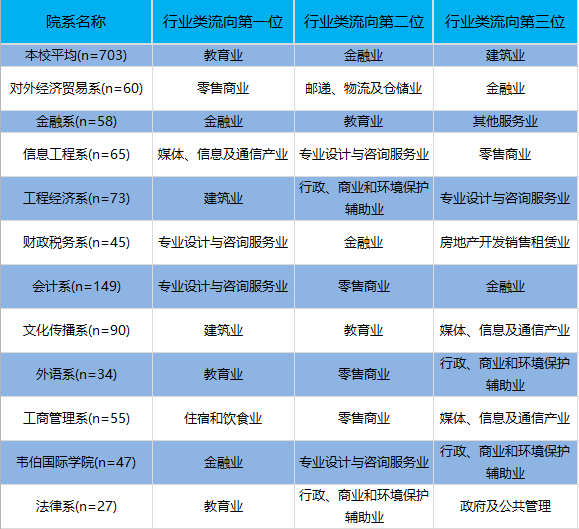 院系名称 行业类流向第一位 行业类流向第二位 行业类流向第三位
本校平均(n=703) 教育业 金融业 建筑业
对外经济贸易系(n=60) 零售商业 邮递、物流及仓储业 金融业
金融系(n=58) 金融业 教育业 其他服务业
信息工程系(n=65) 媒体、信息及通信产业 专业设计与咨询服务业 零售商业
工程经济系(n=73) 建筑业 行政、商业和环境保护
辅助业 专业设计与咨询服务业
财政税务系(n=45) 专业设计与咨询服务业 金融业 房地产开发销售租赁业
会计系(n=149) 专业设计与咨询服务业 零售商业 金融业
文化传播系(n=90) 建筑业 教育业 媒体、信息及通信产业
外语系(n=34) 教育业 零售商业 行政、商业和环境保护
辅助业
工商管理系(n=55) 住宿和饮食业 零售商业 媒体、信息及通信产业
韦伯国际学院(n=47) 金融业 专业设计与咨询服务业 行政、商业和环境保护
辅助业
法律系(n=27) 教育业 行政、商业和环境保护
辅助业 政府及公共管理